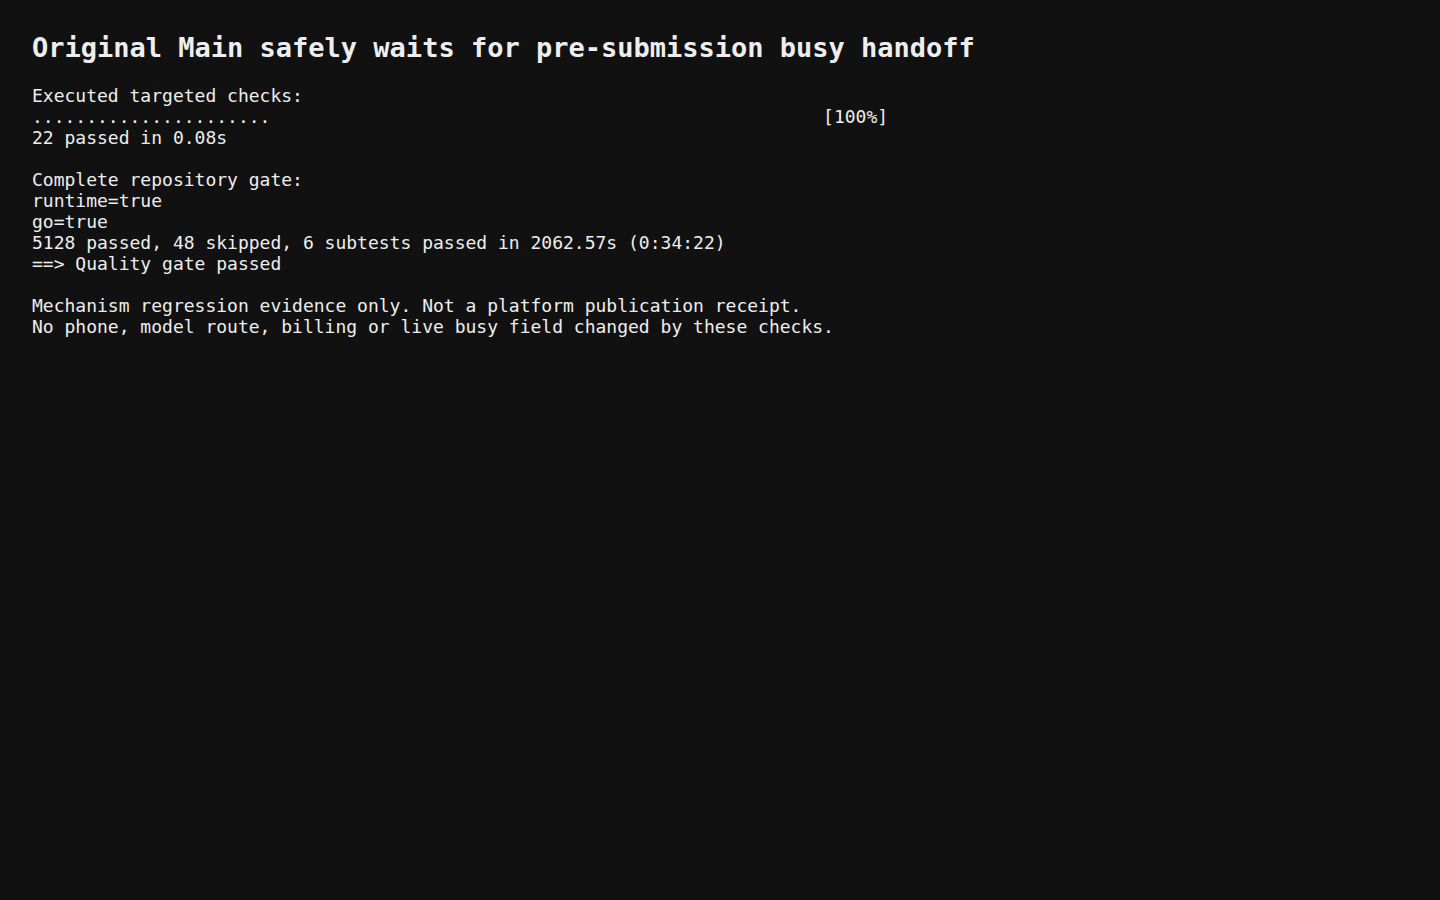 Original Main safely waits for pre-submission busy handoff
Executed targeted checks:
...................... [100%]
22 passed in 0.08s
Complete repository gate:
runtime=true
go=true
5128 passed, 48 skipped, 6 subtests passed in 2062.57s (0:34:22)
==> Quality gate passed
Mechanism regression evidence only. Not a platform publication receipt.
No phone, model route, billing or live busy field changed by these checks.